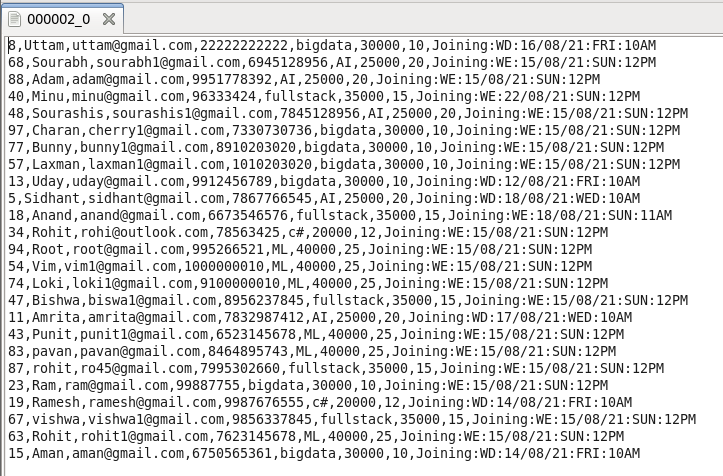 000002_0
8,Uttam,uttam@gmail.com,22222222222,bigdata,30000,10,Joining:WD:16/08/21:FRI:10AM
68,Sourabh,sourabh1@gmail.com,6945128956,AI,25000,20,Joining:WE:15/08/21:SUN:12PM
88,Adam,adam@gmail.com,9951778392,AI,25000,20,Joining:WE:15/08/21:SUN:12PM
40,Minu,minu@gmail.com,96333424,fullstack,35000,15,Joining:WE:22/08/21:SUN:12PM
48,Sourashis,sourashis1@gmail.com,7845128956,AI,25000,20,Joining:WE:15/08/21:SUN:12PM
97,Charan,cherry1@gmail.com,7330730736,bigdata,30000,10,Joining:WE:15/08/21:SUN:12PM
77,Bunny,bunny1@gmail.com,8910203020,bigdata,30000,10,Joining:WE:15/08/21:SUN:12PM
57,Laxman,laxman1@gmail.com,1010203020,bigdata,30000,10,Joining:WE:15/08/21:SUN:12PM
13,Uday,uday@gmail.com,9912456789,bigdata,30000,10,Joining:WD:12/08/21:FRI:10AM
5,Sidhant,sidhant@gmail.com,7867766545,AI,25000,20,Joining:WD:18/08/21:WED:10AM
18,Anand,anand@gmail.com,6673546576,fullstack,35000,15,Joining:WE:18/08/21:SUN:11AM
34,Rohit,rohi@outlook.com,78563425,c#,20000,12,Joining:WE:15/08/21:SUN:12PM
94,Root,root@gmail.com,995266521,ML,40000,25,Joining:WE:15/08/21:SUN:12PM
54,Vim,vim1@gmail.com,1000000010,ML,40000,25,Joining:WE:15/08/21:SUN:12PM
74,Loki,loki1@gmail.com,9100000010,ML,40000,25,Joining:WE:15/08/21:SUN:12PM
47,Bishwa,biswa1@gmail.com,8956237845,fullstack,35000,15,Joining:WE:15/08/21:SUN:12PM
11,Amrita,amrita@gmail.com,7832987412,AI,25000,20,Joining:WD:17/08/21:WED:10AM
43,Punit,punit1@gmail.com,6523145678,ML,40000,25,Joining:WE:15/08/21:SUN:12PM
83,pavan,pavan@gmail.com,8464895743,ML,40000,25,Joining:WE:15/08/21:SUN:12PM
87,rohit,ro45@gmail.com,7995302660,fullstack,35000,15,Joining:WE:15/08/21:SUN:12PM
23,Ram,ram@gmail.com,99887755,bigdata,30000,10,Joining:WE:15/08/21:SUN:12PM
19,Ramesh,ramesh@gmail.com,9987676555,c#,20000,12,Joining:WD:14/08/21:FRI:10AM
67,vishwa,vishwa1@gmail.com,9856337845,fullstack,35000,15,Joining:WE:15/08/21:SUN:12PM
63,Rohit,rohit1@gmail.com,7623145678,ML,40000,25,Joining:WE:15/08/21:SUN:12PM
15,Aman,aman@gmail.com,6750565361,bigdata,30000,10,Joining:WD:14/08/21:FRI:10AM